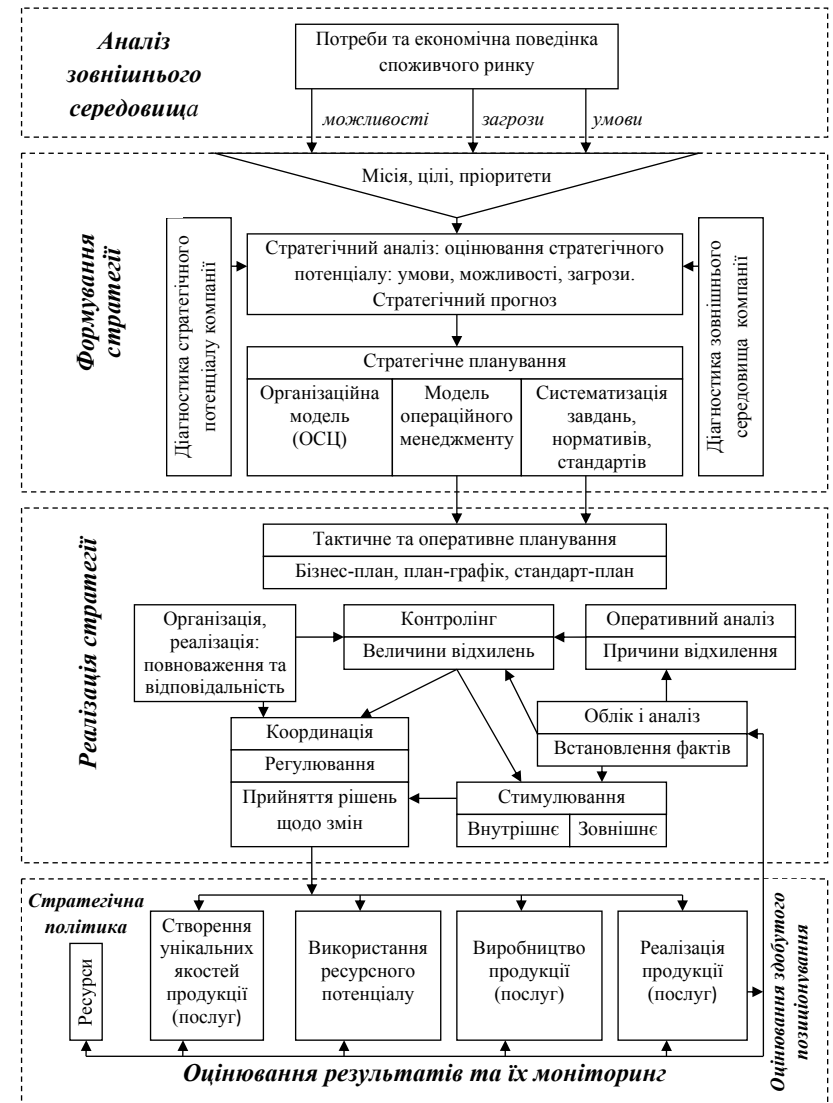 Аналіз
зовнішнього
середовища
Потреби та економічна поведінка
споживчого ринку
можливості
загрози
умови
Формування
стратегії
Місія, цілі, пріоритети
Діагностика стратегічного
потенціалу компанії
Стратегічний аналіз: оцінювання стратегічного
потенціалу: умови, можливості, загрози.
Стратегічний прогноз
Діагностика зовнішнього
середовища компанії
Стратегічне планування
Організаційна
модель
(ОСЦ)
Модель
операційного
менеджменту
Систематизація
завдань,
нормативів,
стандартів
Реалізація стратегії
Тактичне та оперативне планування
Бізнес-план, план-графік, стандарт-план
Організація,
реалізація:
повноваження та
відповідальність
Контролінг
Величини відхилень
Оперативний аналіз
Причини відхилення
Координація
Регулювання
Прийняття рішень
щодо змін
Облік і аналіз
Встановлення фактів
Стимулювання
Внутрішнє
Зовнішнє
Стратегічна
політика
Ресурси
Створення
унікальних
якостей
продукції
(послуг)
Використання
ресурсного
потенціалу
Виробництво
продукції
(послуг)
Реалізація
продукції
(послуг)
Оцінювання здобутого
позиціонування
Оцінювання результатів та їх моніторинг